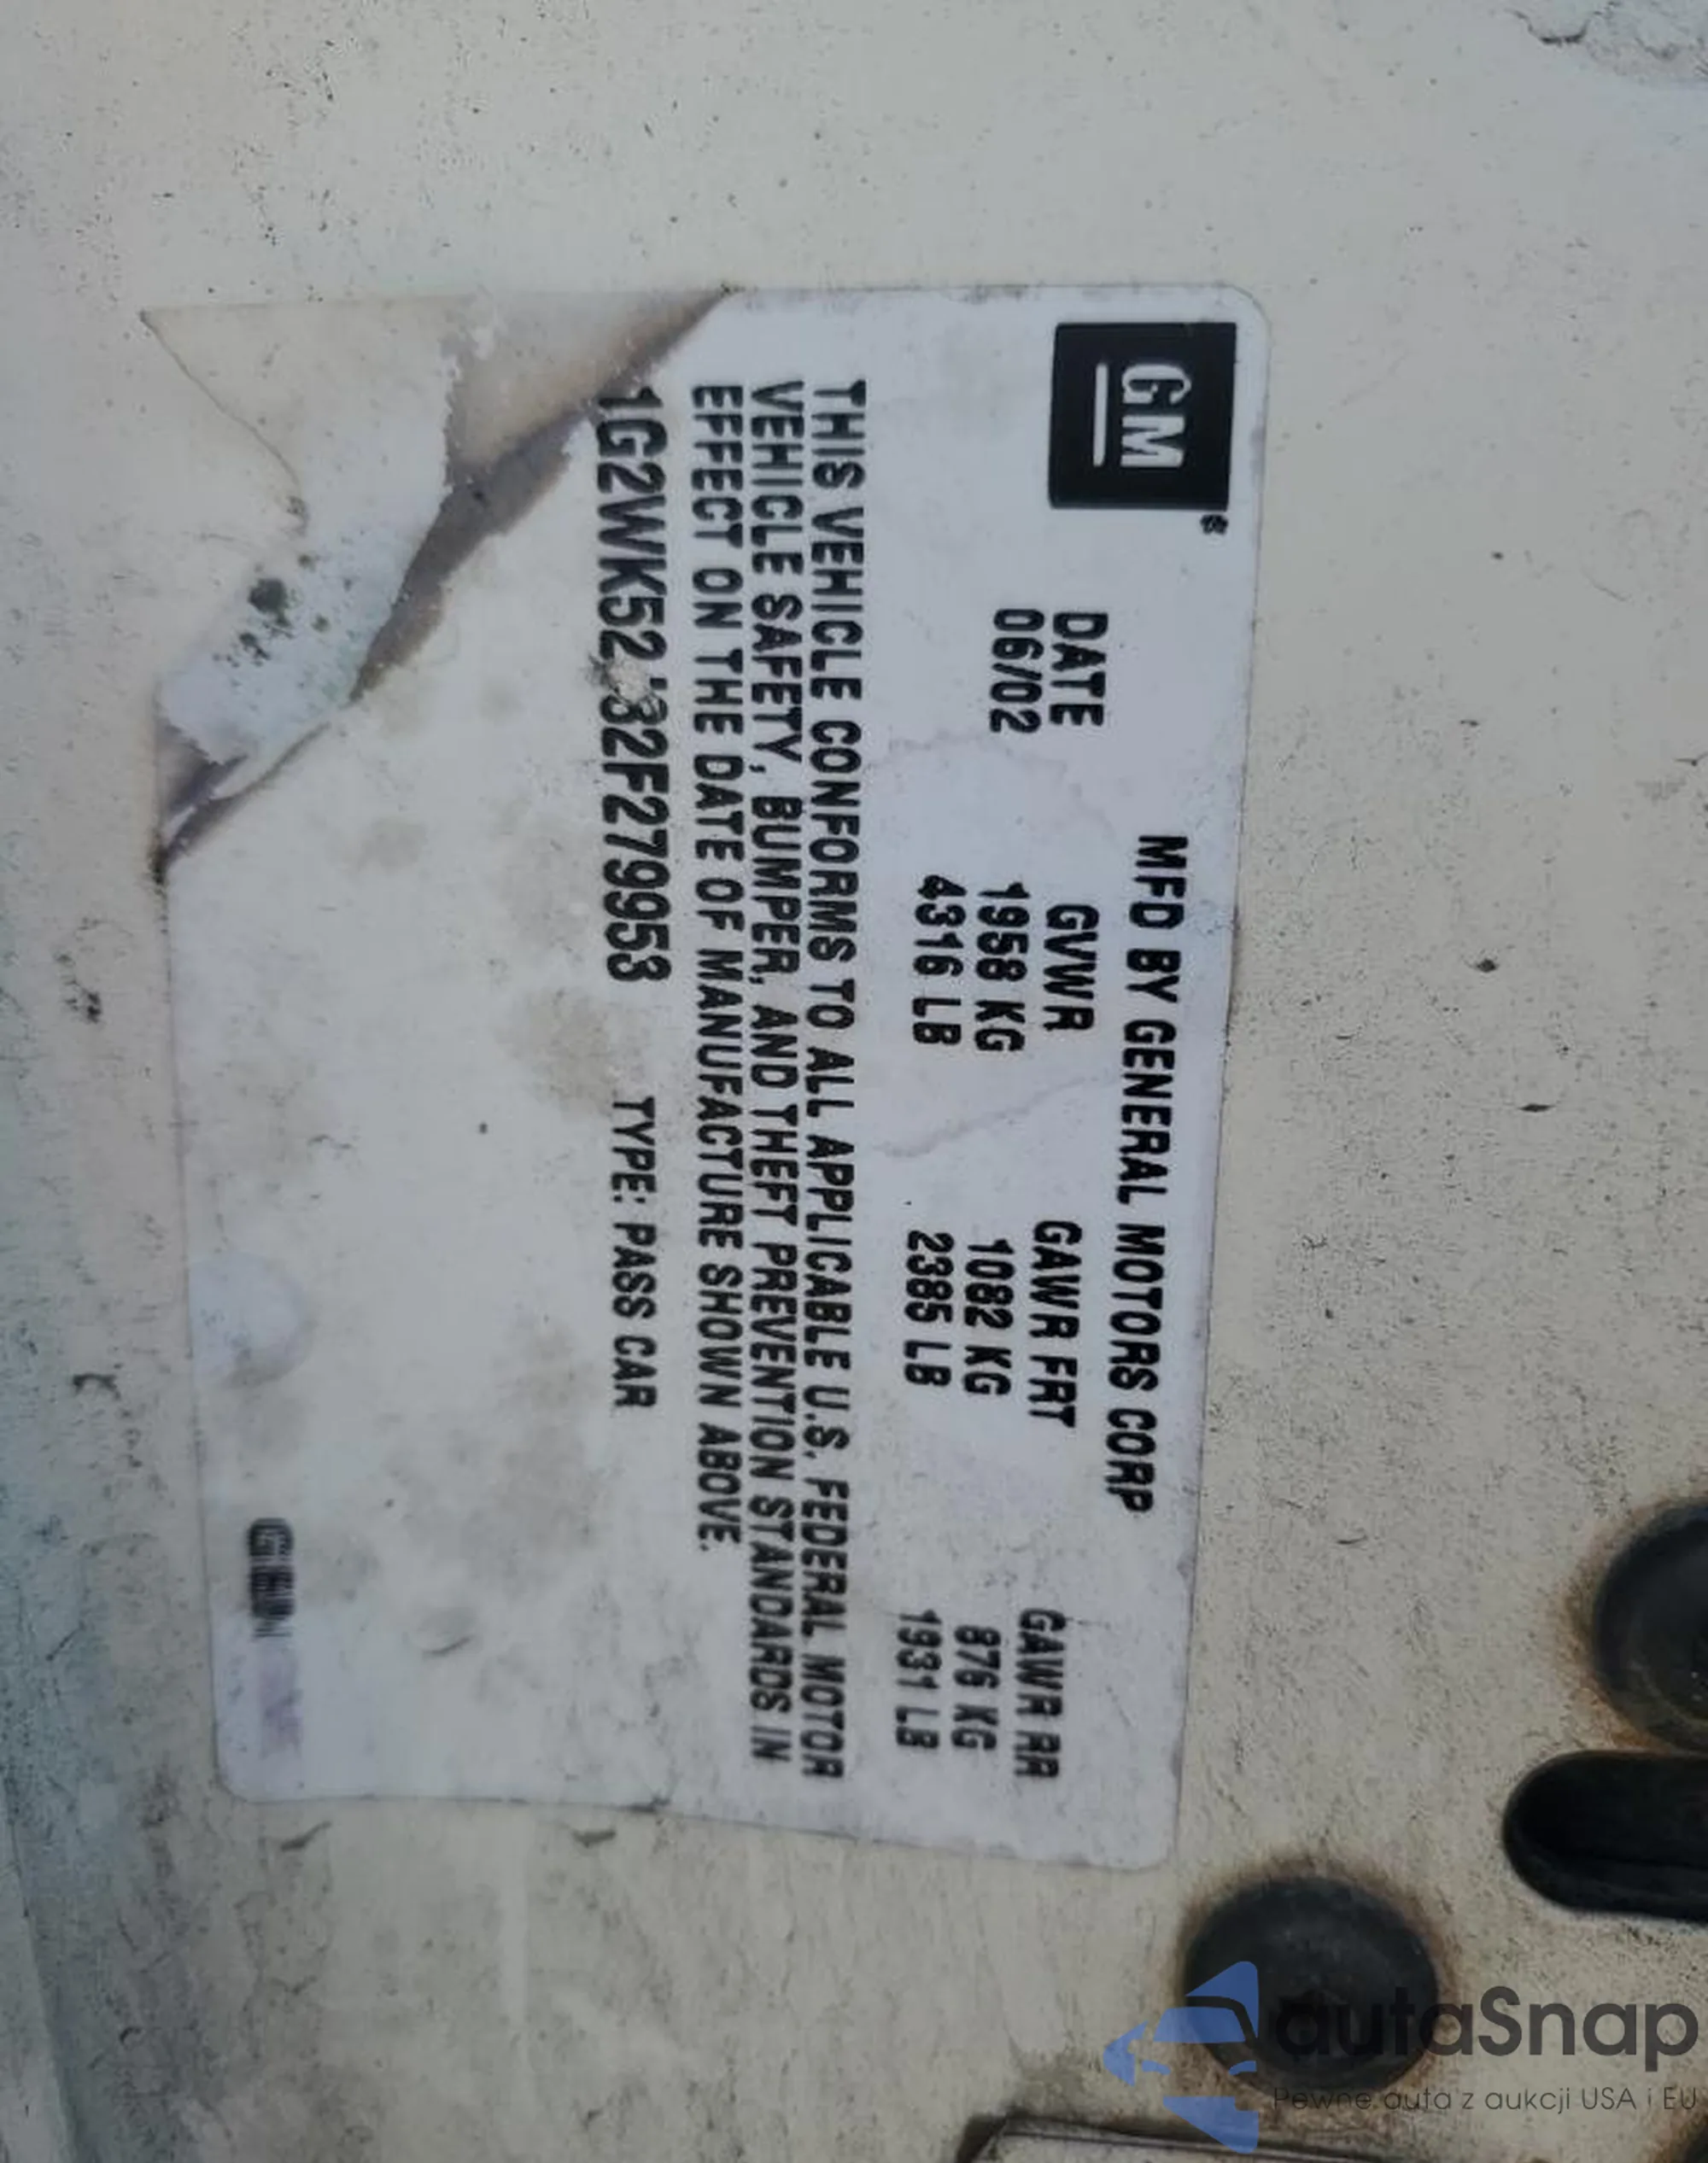 GM
MFD BY GENERAL MOTORS CORP
DATE GVWR GAWR FRT GAWR RR
06/02 1958 KG 1082 KG 876 KG
4316 LB 2385 LB 1931 LB
THIS VEHICLE CONFORMS TO ALL APPLICABLE U.S. FEDERAL MOTOR
VEHICLE SAFETY, BUMPER, AND THEFT PREVENTION STANDARDS IN
EFFECT ON THE DATE OF MANUFACTURE SHOWN ABOVE.
TYPE: PASS CAR
autaSnap
Pewne auta z aukcji USA i EU